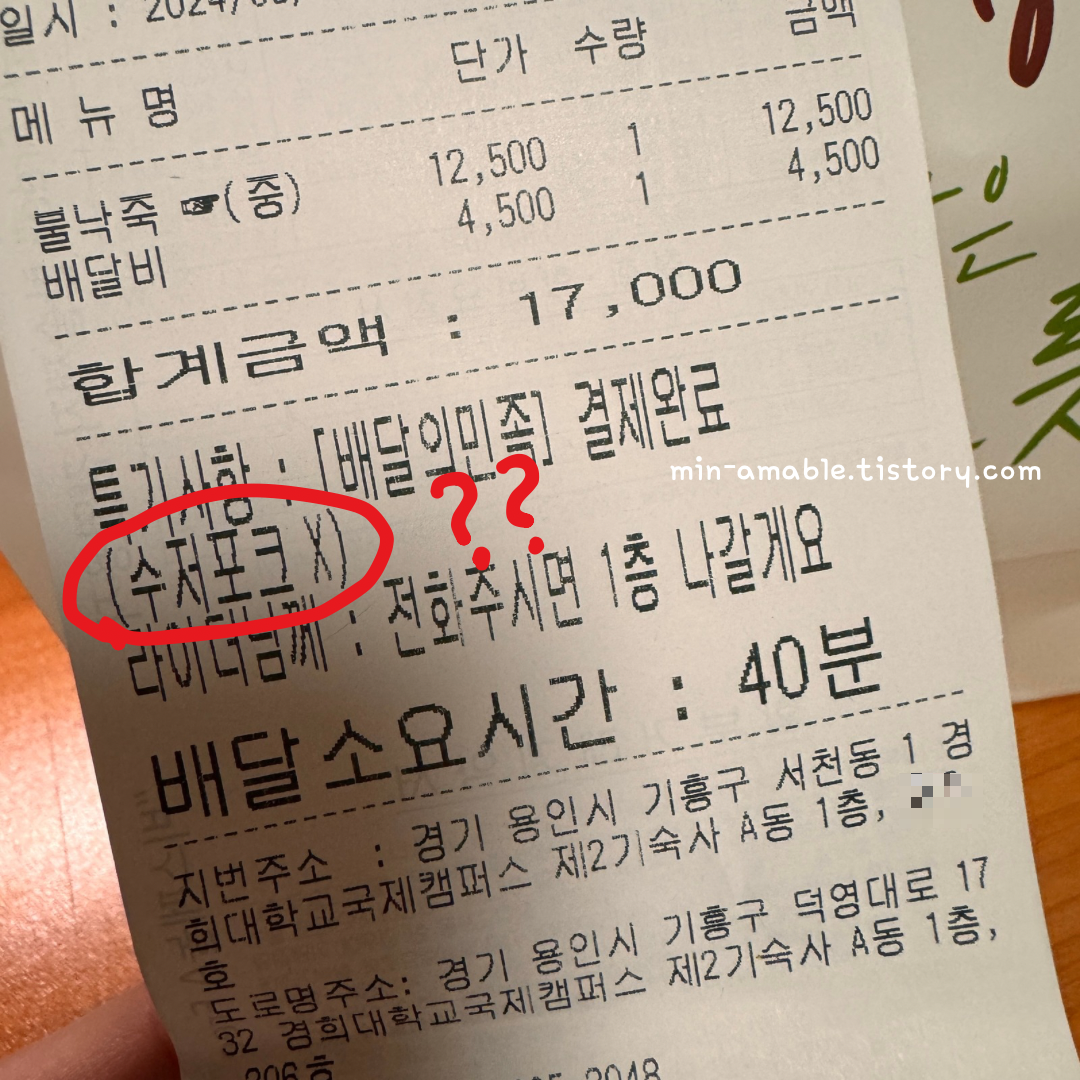 일시 : 2024/
메뉴명 단가 수량 금액
불낙죽 ☞(중) 12,500 1 12,500
배달비 4,500 1 4,500
합계금액 : 17,000
특기사항 : [배달의민족] 결제완료
(수저포크 X)
??
min-amable.tistory.com
라이더님께 : 전화주시면 1층 나갈게요
배달소요시간 : 40분
지번주소 : 경기 용인시 기흥구 서천동 1 경
희대학교국제캠퍼스 제2기숙사 A동 1층,
호
도로명주소: 경기 용인시 기흥구 덕영대로 17
32 경희대학교국제캠퍼스 제2기숙사 A동 1층,
206호
은